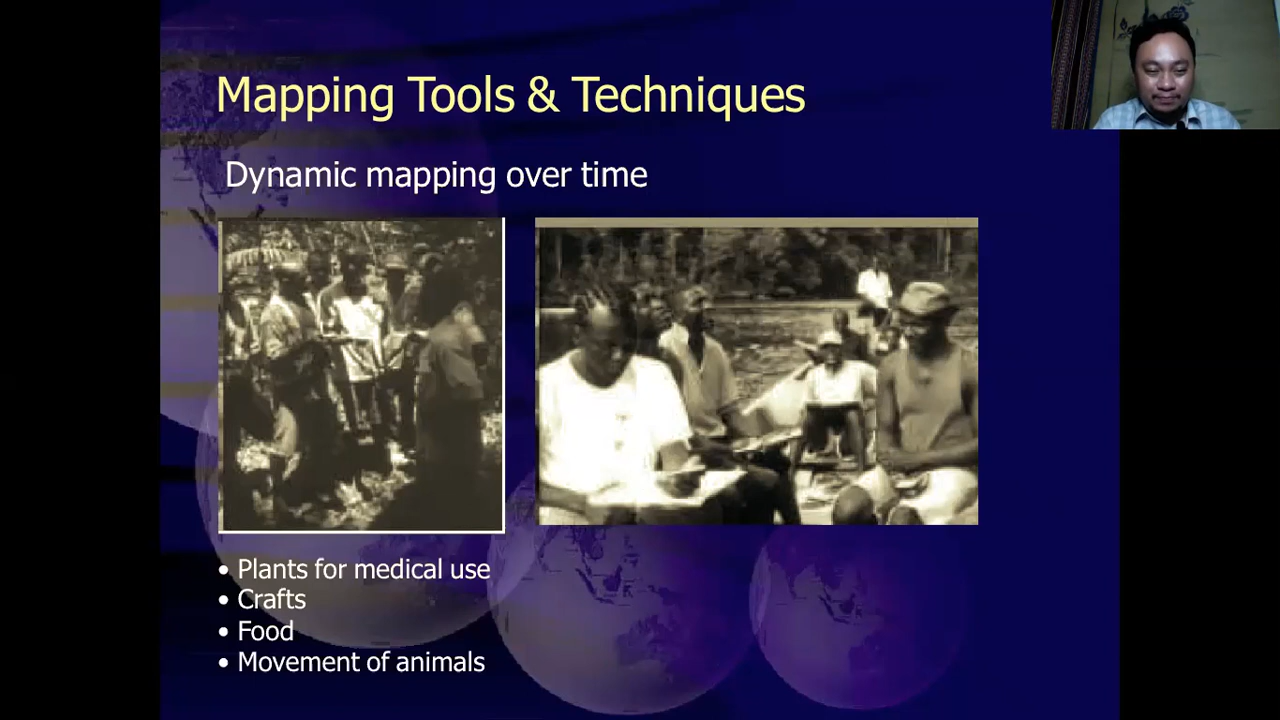 Mapping Tools & Techniques
Dynamic mapping over time
• Plants for medical use
• Crafts
• Food
• Movement of animals